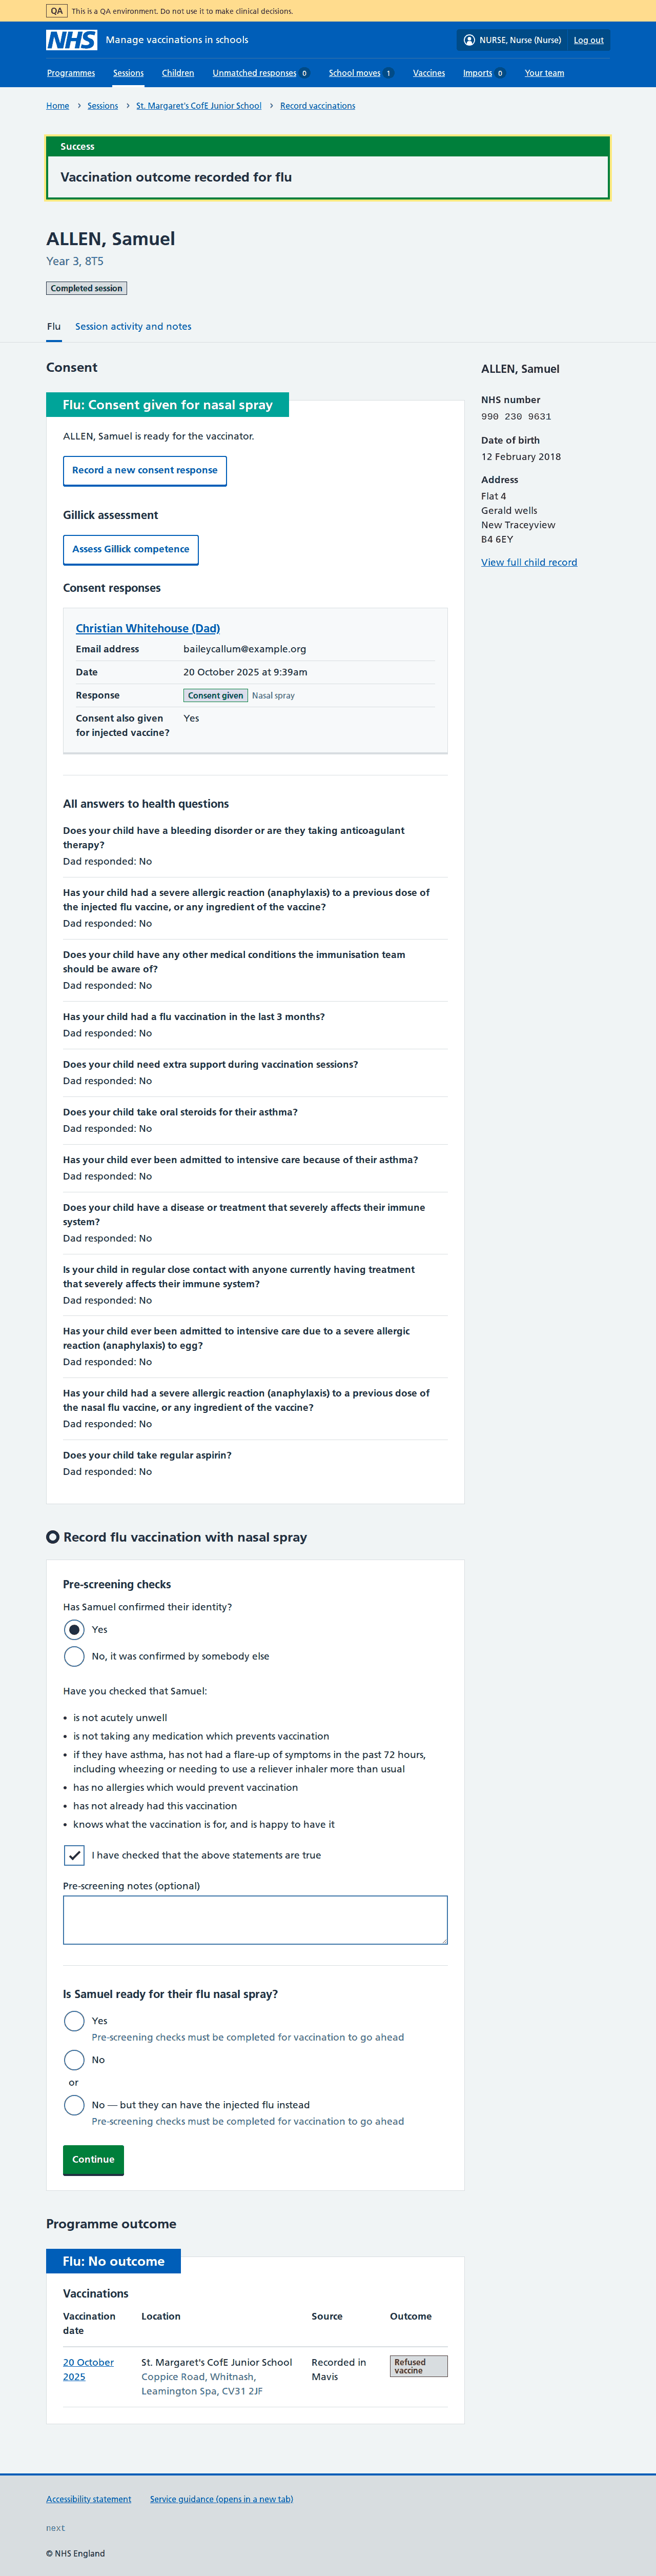 QA This is a QA environment. Do not use it to make clinical decisions.
NHS Manage vaccinations in schools
NURSE, Nurse (Nurse) Log out
Programmes Sessions Children Unmatched responses 0 School moves 1 Vaccines Imports 0 Your team
Home > Sessions > St. Margaret's CofE Junior School > Record vaccinations
Success
Vaccination outcome recorded for flu
ALLEN, Samuel
Year 3, 8T5
Completed session
Flu Session activity and notes
Consent
Flu: Consent given for nasal spray
ALLEN, Samuel is ready for the vaccinator.
Record a new consent response
Gillick assessment
Assess Gillick competence
Consent responses
Christian Whitehouse (Dad)
Email address baileycallum@example.org
Date 20 October 2025 at 9:39am
Response Consent given Nasal spray
Consent also given Yes
for injected vaccine?
All answers to health questions
Does your child have a bleeding disorder or are they taking anticoagulant
therapy?
Dad responded: No
Has your child had a severe allergic reaction (anaphylaxis) to a previous dose of
the injected flu vaccine, or any ingredient of the vaccine?
Dad responded: No
Does your child have any other medical conditions the immunisation team
should be aware of?
Dad responded: No
Has your child had a flu vaccination in the last 3 months?
Dad responded: No
Does your child need extra support during vaccination sessions?
Dad responded: No
Does your child take oral steroids for their asthma?
Dad responded: No
Has your child ever been admitted to intensive care because of their asthma?
Dad responded: No
Does your child have a disease or treatment that severely affects their immune
system?
Dad responded: No
Is your child in regular close contact with anyone currently having treatment
that severely affects their immune system?
Dad responded: No
Has your child ever been admitted to intensive care due to a severe allergic
reaction (anaphylaxis) to egg?
Dad responded: No
Has your child had a severe allergic reaction (anaphylaxis) to a previous dose of
the nasal flu vaccine, or any ingredient of the vaccine?
Dad responded: No
Does your child take regular aspirin?
Dad responded: No
ALLEN, Samuel
NHS number
990 230 9631
Date of birth
12 February 2018
Address
Flat 4
Gerald wells
New Traceyview
B4 6EY
View full child record
Record flu vaccination with nasal spray
Pre-screening checks
Has Samuel confirmed their identity?
Yes
No, it was confirmed by somebody else
Have you checked that Samuel:
• is not acutely unwell
• is not taking any medication which prevents vaccination
• if they have asthma, has not had a flare-up of symptoms in the past 72 hours,
including wheezing or needing to use a reliever inhaler more than usual
• has no allergies which would prevent vaccination
• has not already had this vaccination
• knows what the vaccination is for, and is happy to have it
I have checked that the above statements are true
Pre-screening notes (optional)
Is Samuel ready for their flu nasal spray?
Yes
Pre-screening checks must be completed for vaccination to go ahead
No
or
No — but they can have the injected flu instead
Pre-screening checks must be completed for vaccination to go ahead
Continue
Programme outcome
Flu: No outcome
Vaccinations
Vaccination Location Source Outcome
date
20 October St. Margaret's CofE Junior School Recorded in Refused
2025 Coppice Road, Whitnash, Mavis vaccine
Leamington Spa, CV31 2JF
Accessibility statement Service guidance (opens in a new tab)
next
© NHS England